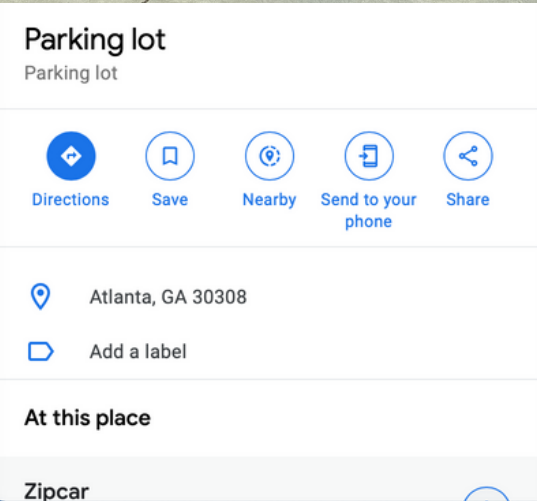 Parking lot
Parking lot
Directions
Save
Nearby
Send to your
phone
Share
Atlanta, GA 30308
Add a label
At this place
Zipcar